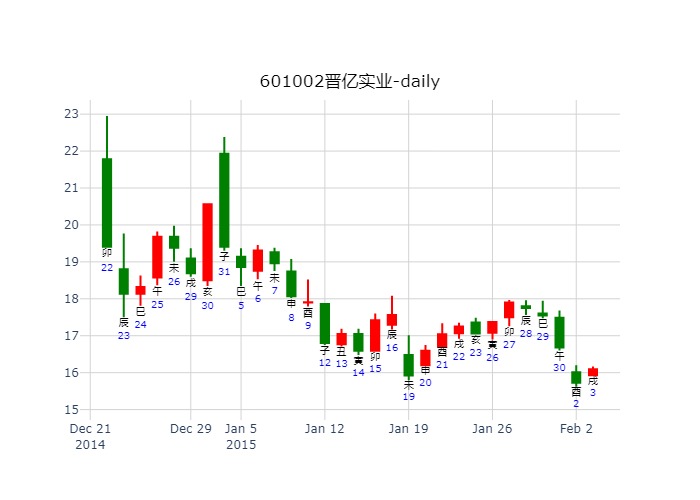 601002晋亿实业-daily
23
22
21
20
19
18
17
16
15
卯
22
辰
23
巳
24
午
25
未
26
戌
29
亥
30
子
31
巳
5
午
6
未
7
申
8
酉
9
子
12
丑
13
寅
14
卯
15
辰
16
未
19
申
20
酉
21
戌
22
亥
23
寅
26
卯
27
辰
28
巳
29
午
30
酉
2
戌
3
Dec 21
2014
Dec 29
Jan 5
2015
Jan 12
Jan 19
Jan 26
Feb 2